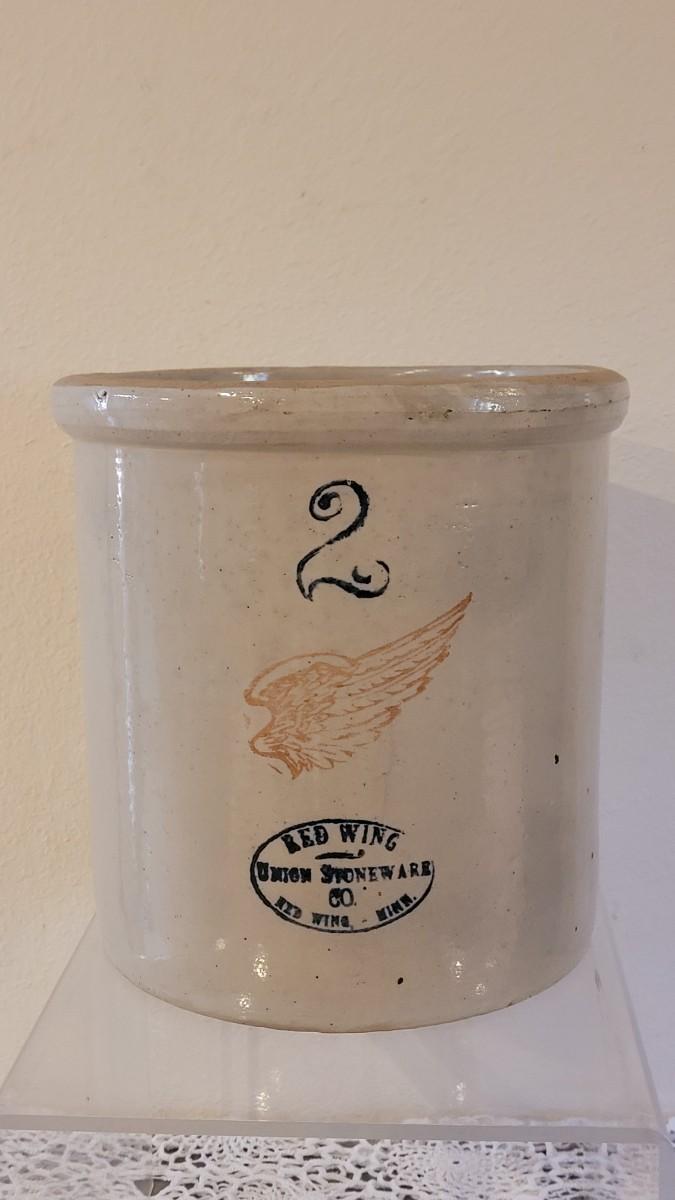 2
RED WING
UNION STONEWARE
CO.
RED WING, - MINN.